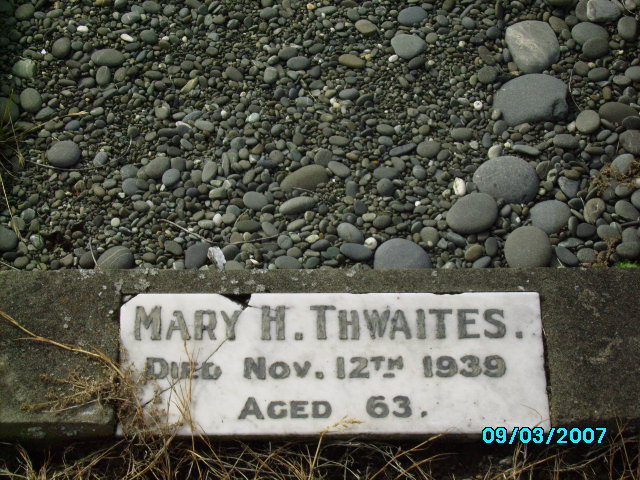 MARY H. THWAITES.
DIED NOV. 12TH 1939
AGED 63.
09/03/2007